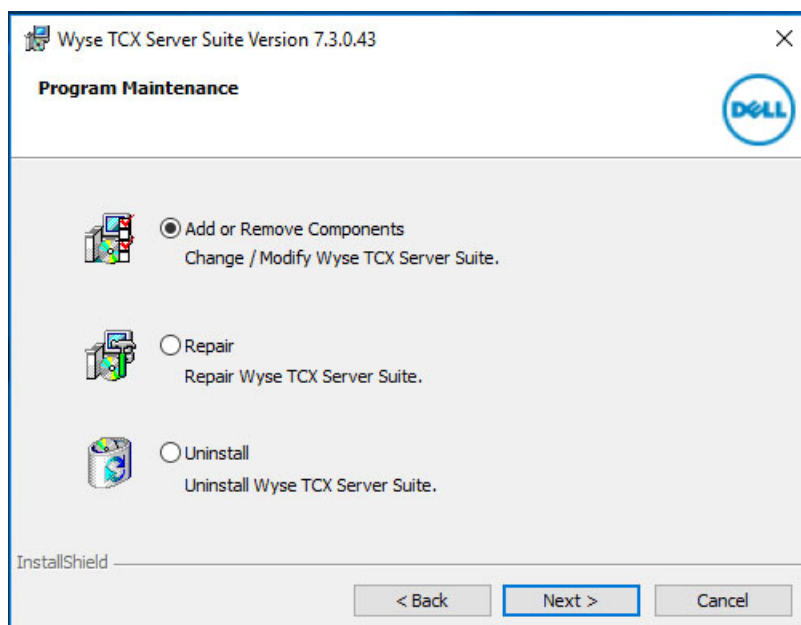 Wyse TCX Server Suite Version 7.3.0.43
Program Maintenance
DELL
Add or Remove Components
Change / Modify Wyse TCX Server Suite.
Repair
Repair Wyse TCX Server Suite.
Uninstall
Uninstall Wyse TCX Server Suite.
InstallShield
< Back Next > Cancel